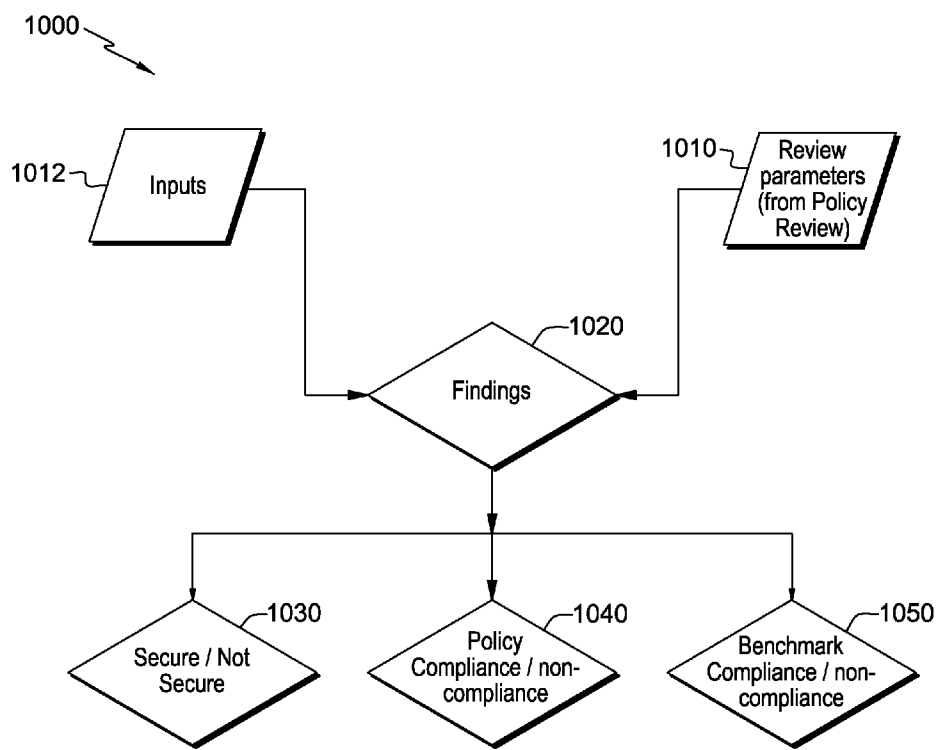 1000
1012
Inputs
1010
Review
parameters
(from Policy
Review)
1020
Findings
1030
Secure / Not
Secure
1040
Policy
Compliance / non-
compliance
1050
Benchmark
Compliance / non-
compliance